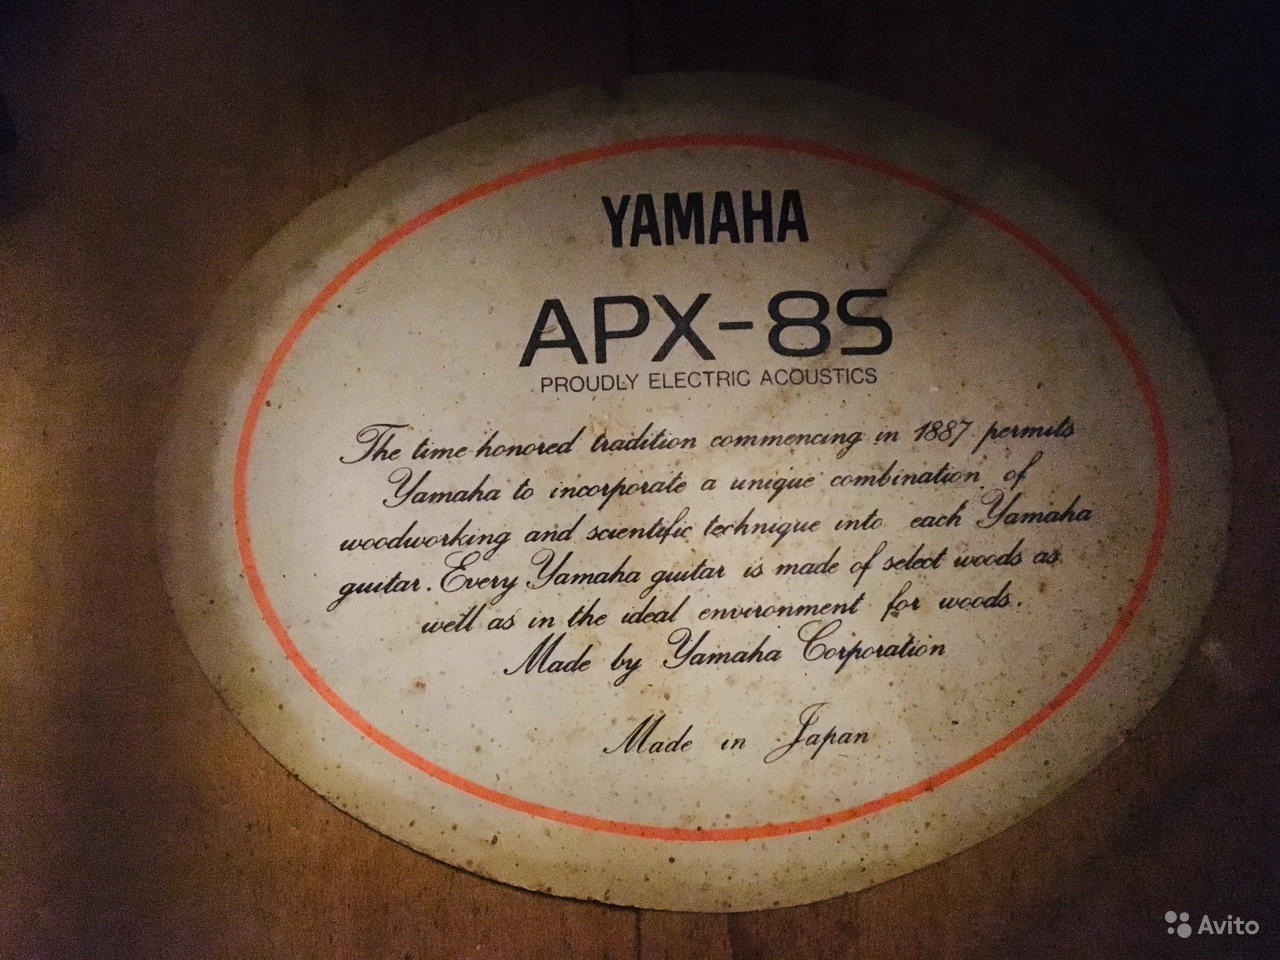 YAMAHA
APX-8S
PROUDLY ELECTRIC ACOUSTICS
The time-honored tradition commencing in 1887 permits
Yamaha to incorporate a unique combination of
woodworking and scientific technique into each Yamaha
guitar. Every Yamaha guitar is made of select woods as
well as in the ideal environment for woods.
Made by Yamaha Corporation
Made in Japan
Avito